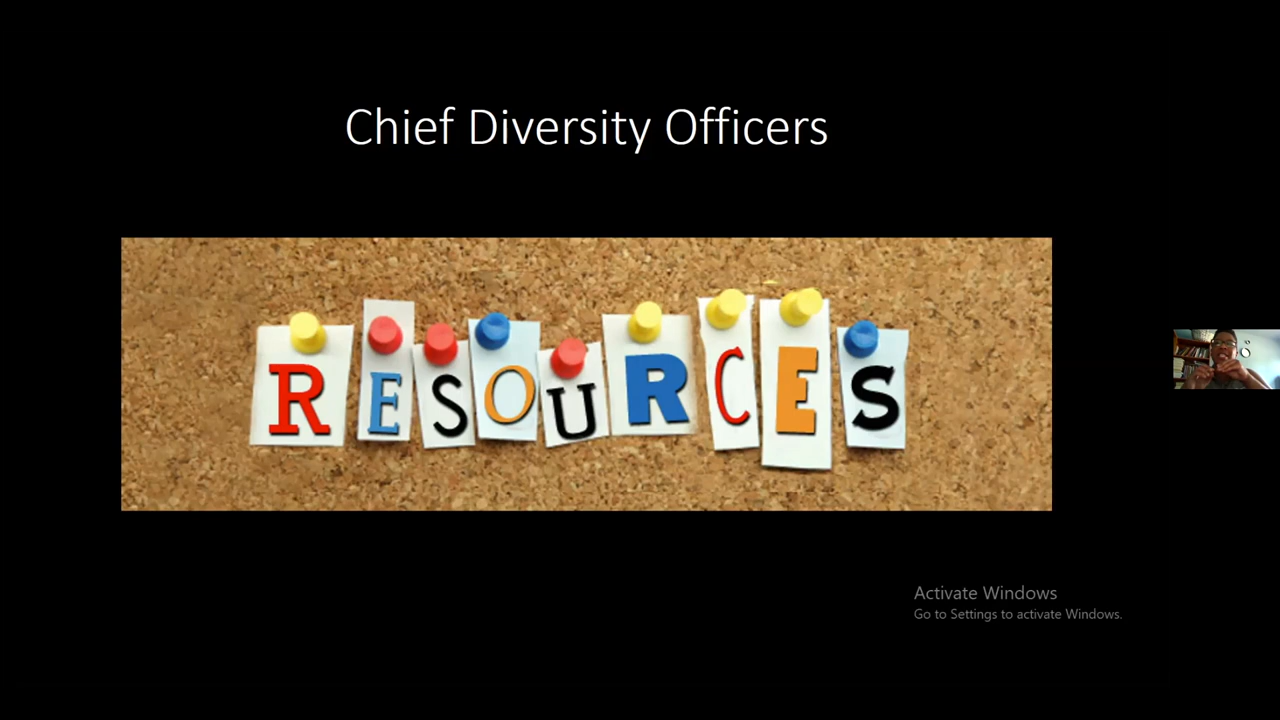 Chief Diversity Officers
RESOURCES
Activate Windows
Go to Settings to activate Windows.